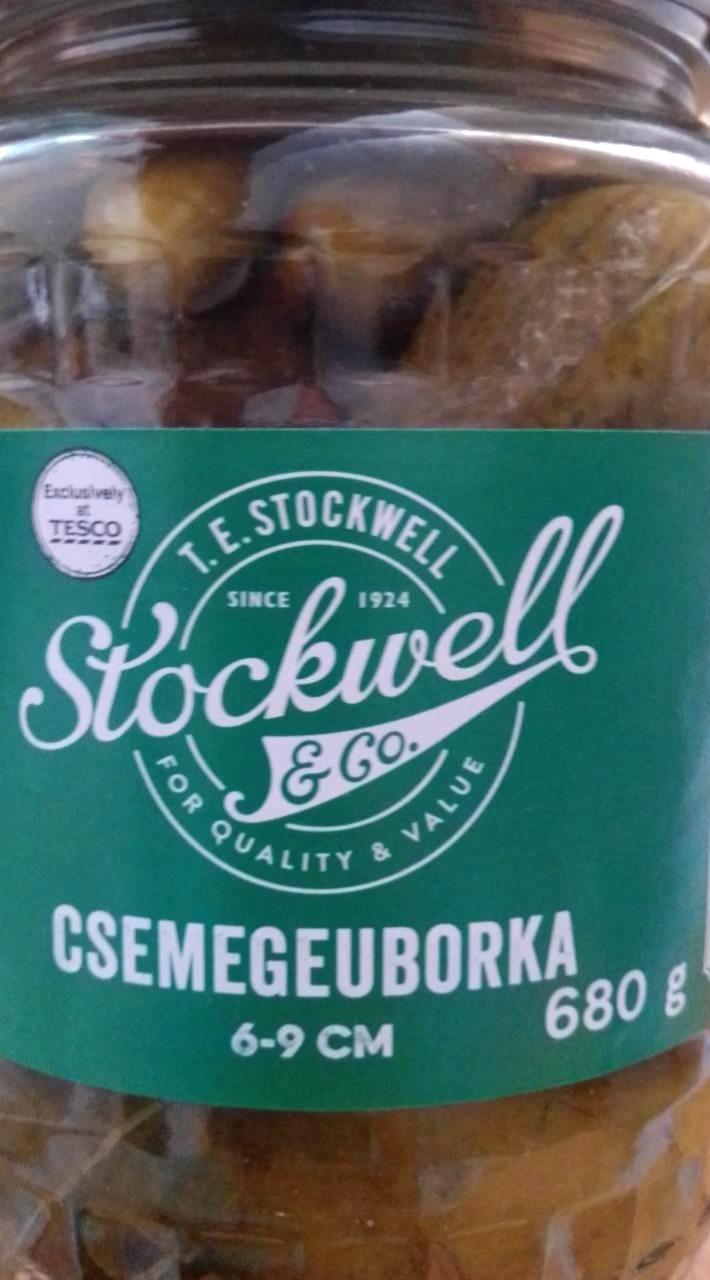 Exclusively
at
TESCO
T. E. STOCKWELL
SINCE 1924
Stockwell
& Co.
FOR QUALITY & VALUE
CSEMEGEUBORKA
680 g
6-9 CM